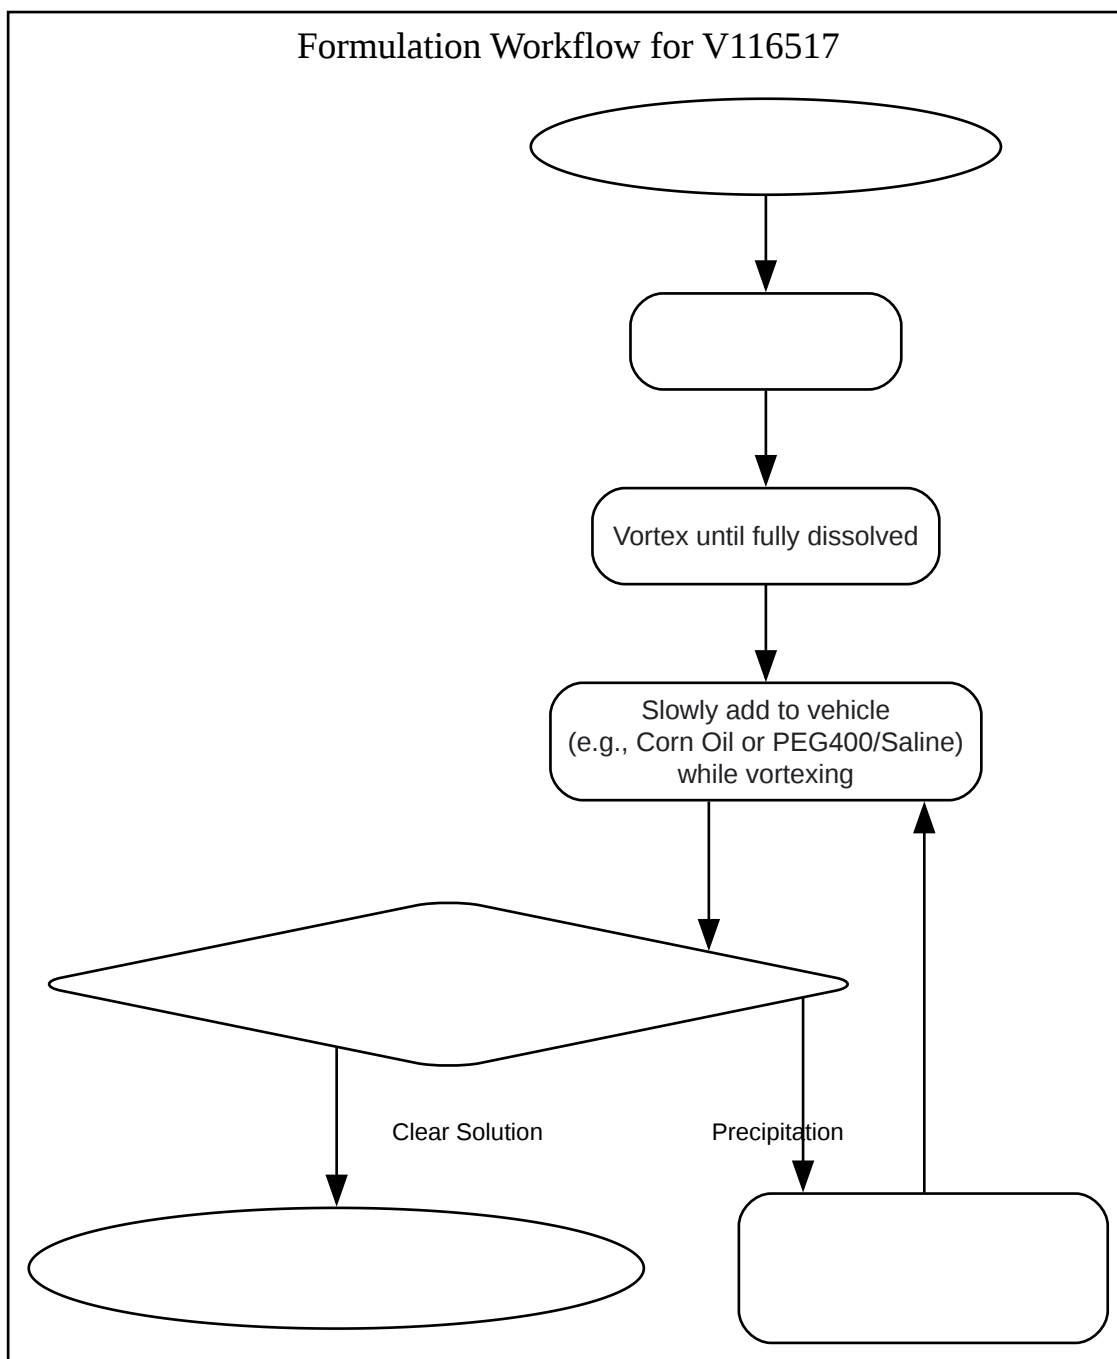 Formulation Workflow for V116517
Vortex until fully dissolved
Slowly add to vehicle
(e.g., Corn Oil or PEG400/Saline)
while vortexing
Clear Solution
Precipitation